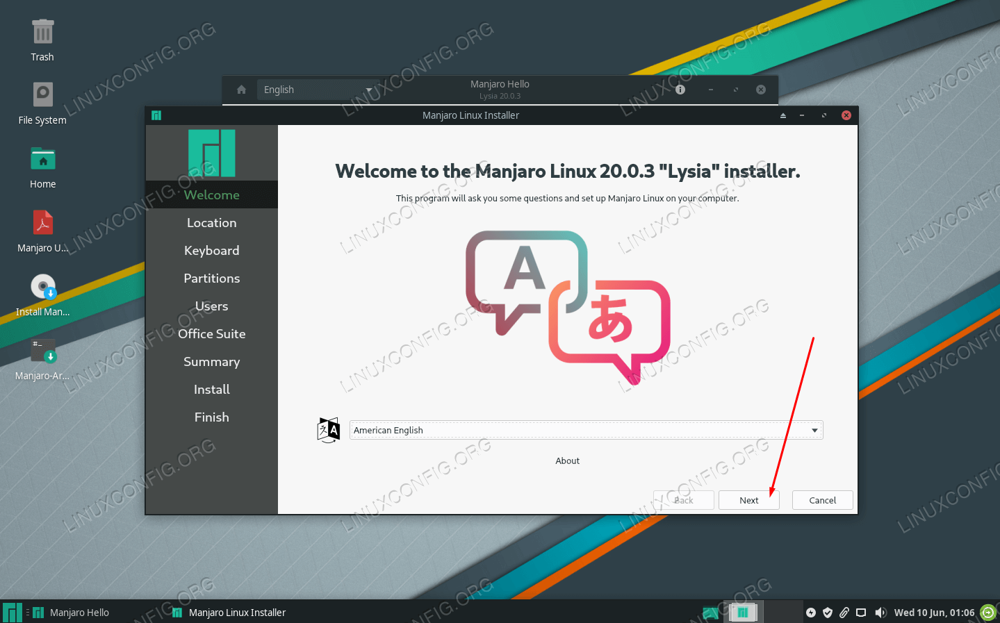 Trash
File System
Home
Manjaro U...
Install Man...
#_
Manjaro-Ar...
English
Manjaro Hello
Lysia 20.0.3
Manjaro Linux Installer
Welcome
Location
Keyboard
Partitions
Users
Office Suite
Summary
Install
Finish
Welcome to the Manjaro Linux 20.0.3 "Lysia" installer.
This program will ask you some questions and set up Manjaro Linux on your computer.
A
あ
American English
About
Back
Next
Cancel
Manjaro Hello
Manjaro Linux Installer
Wed 10 Jun, 01:06
LINUXCONFIG.ORG